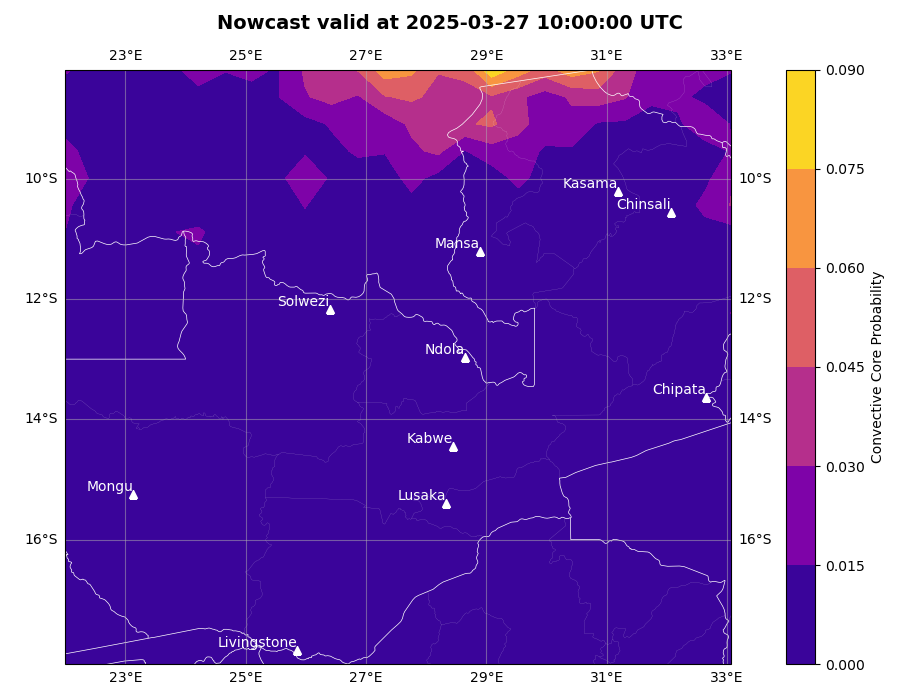 Nowcast valid at 2025-03-27 10:00:00 UTC
23°E 25°E 27°E 29°E 31°E 33°E
0.090
0.075
0.060
0.045
0.030
0.015
0.000
Convective Core Probability
10°S 10°S
12°S 12°S
14°S 14°S
16°S 16°S
Kasama
Chinsali
Mansa
Solwezi
Ndola
Chipata
Kabwe
Mongu
Lusaka
Livingstone
23°E 25°E 27°E 29°E 31°E 33°E